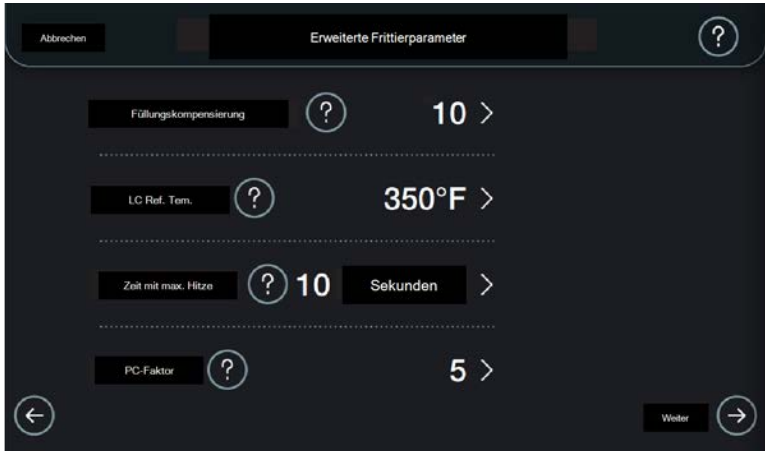 Abbrechen
Erweiterte Frittierparameter
?
Füllungskompensierung ? 10 >
LC Ref. Tem. ? 350°F >
Zeit mit max. Hitze ? 10 Sekunden >
PC-Faktor ? 5 >
Weiter